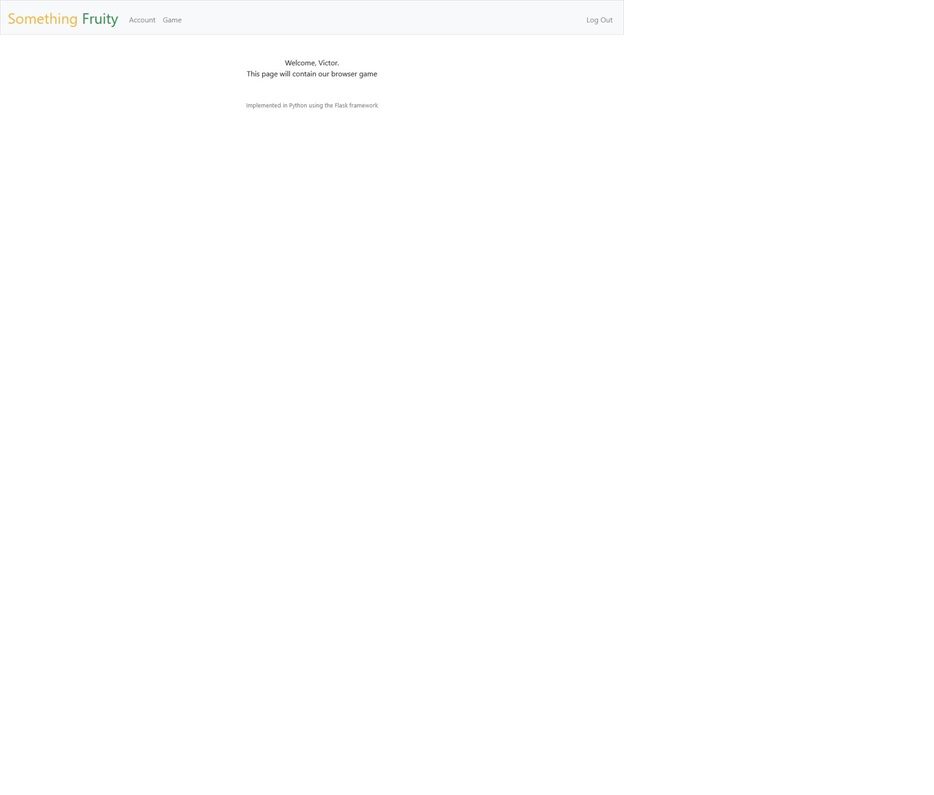 Something Fruity Account Game Log Out
Welcome, Victor.
This page will contain our browser game
Implemented in Python using the Flask framework